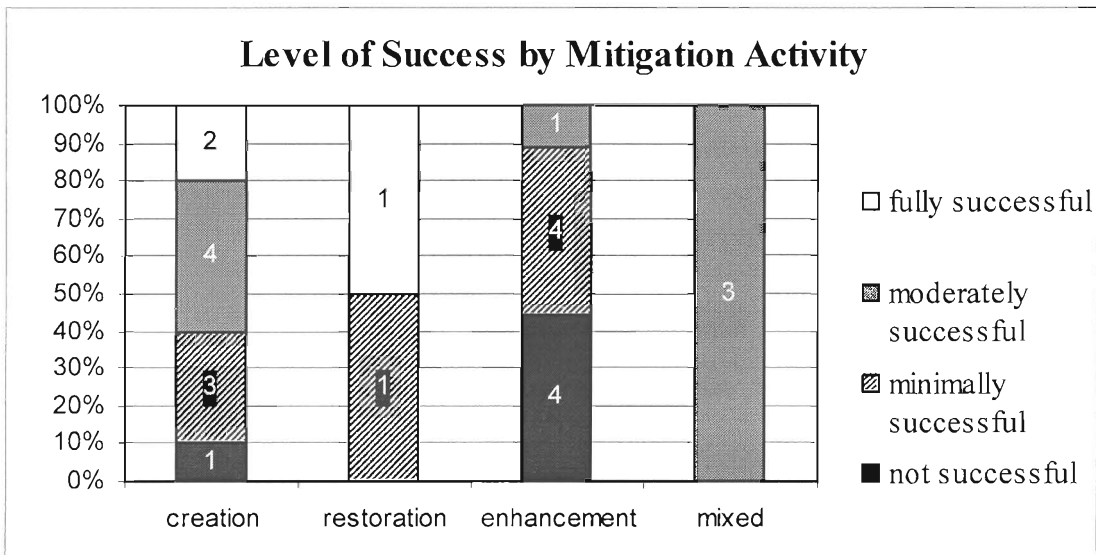 Level of Success by Mitigation Activity
100%
90%
80%
70%
60%
50%
40%
30%
20%
10%
0%
2
4
3
1
1
1
1
4
4
3
creation
restoration
enhancement
mixed
fully successful
moderately
successful
minimally
successful
not successful